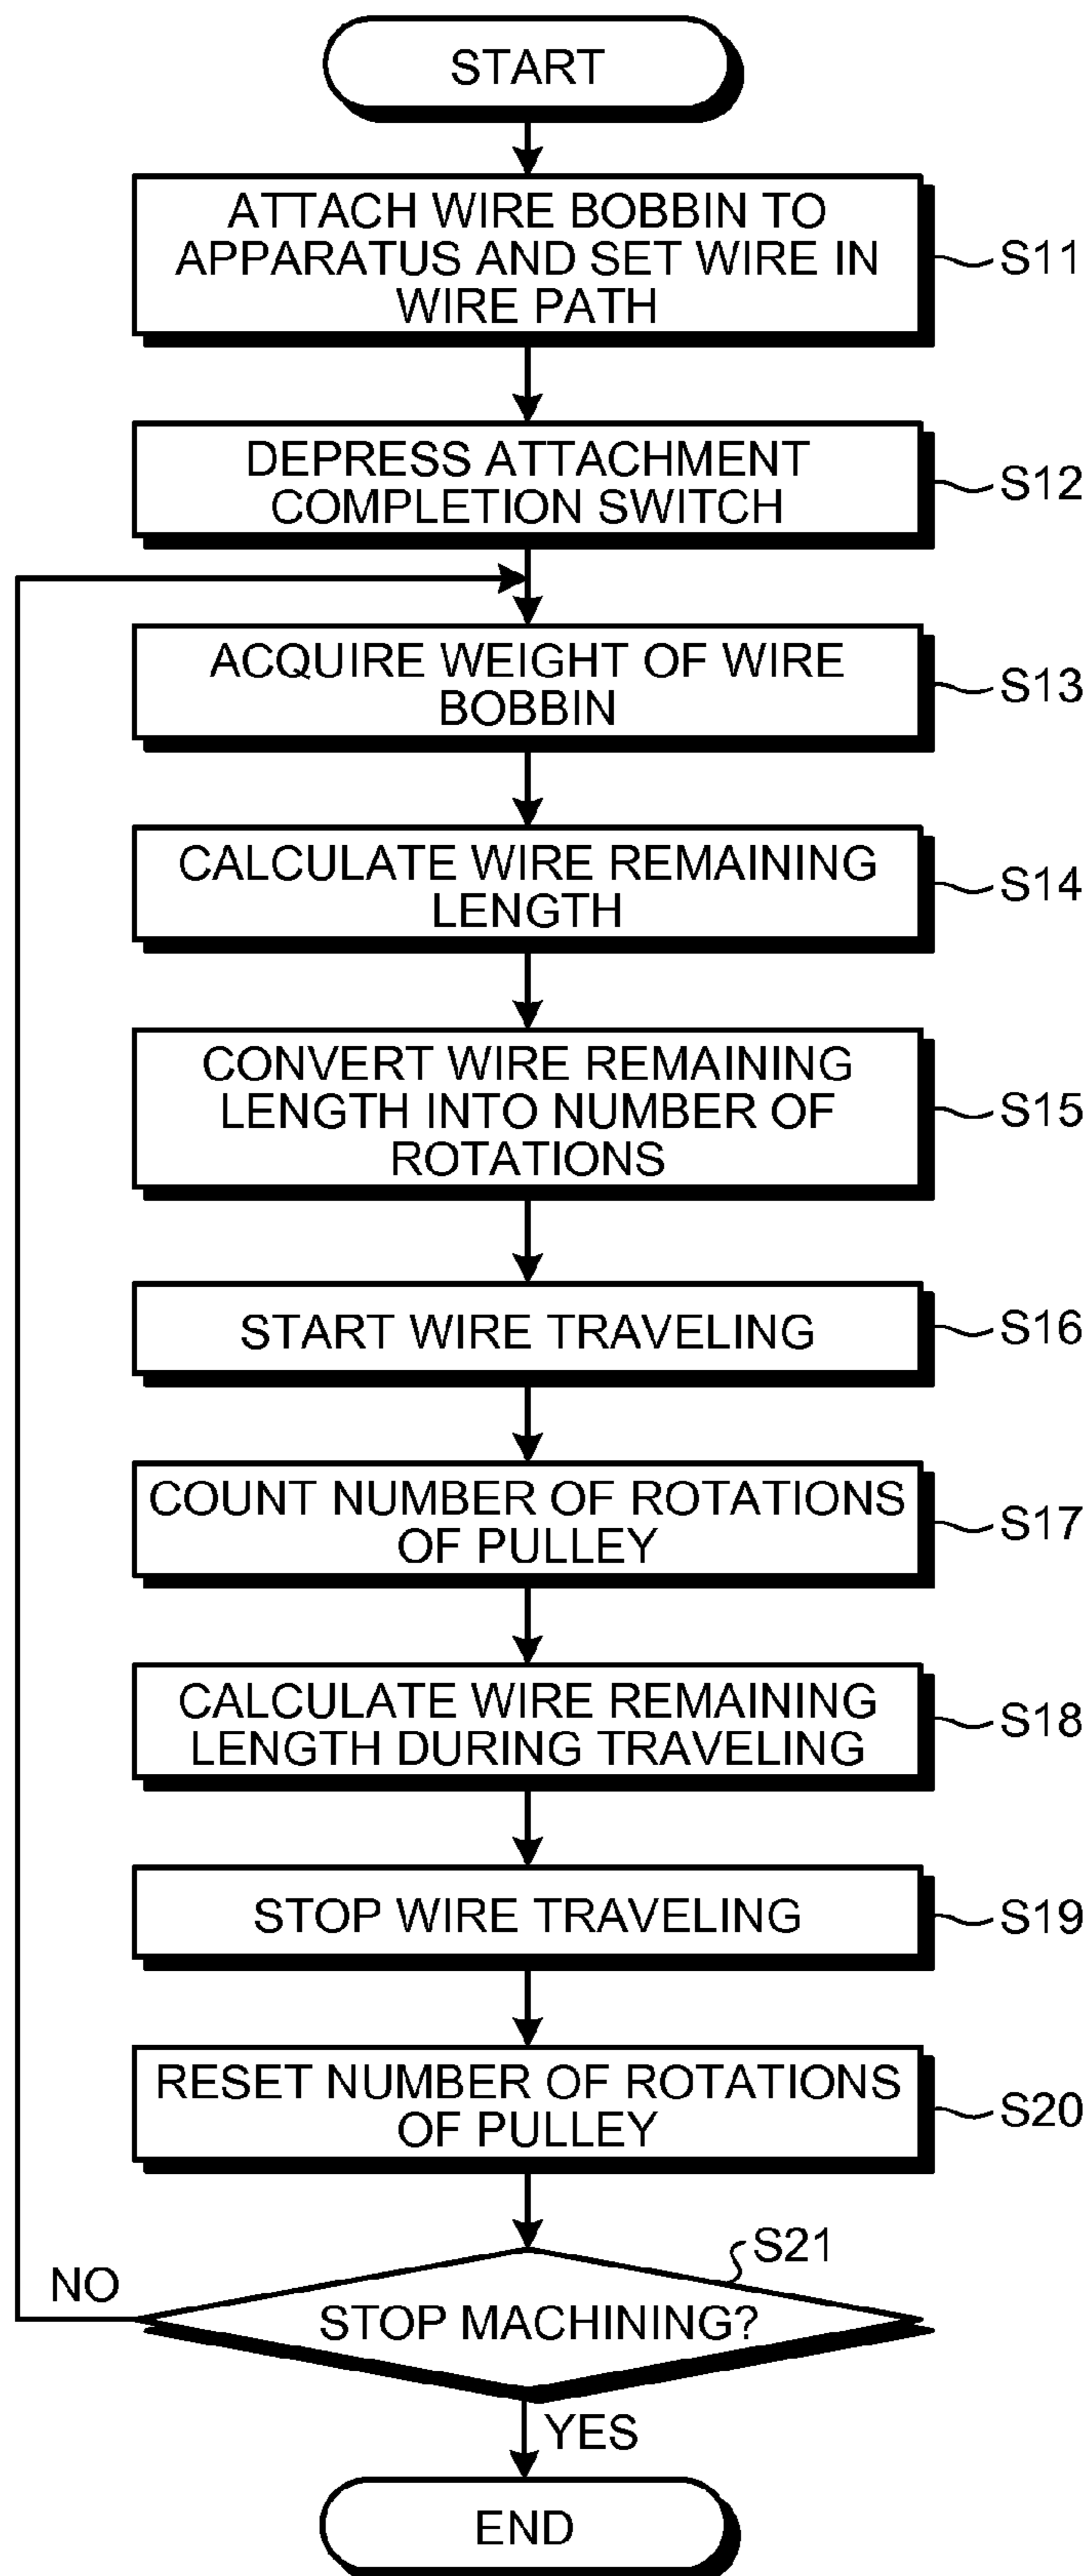 START
ATTACH WIRE BOBBIN TO
APPARATUS AND SET WIRE IN
WIRE PATH
S11
DEPRESS ATTACHMENT
COMPLETION SWITCH
S12
ACQUIRE WEIGHT OF WIRE
BOBBIN
S13
CALCULATE WIRE REMAINING
LENGTH
S14
CONVERT WIRE REMAINING
LENGTH INTO NUMBER OF
ROTATIONS
S15
START WIRE TRAVELING
S16
COUNT NUMBER OF ROTATIONS
OF PULLEY
S17
CALCULATE WIRE REMAINING
LENGTH DURING TRAVELING
S18
STOP WIRE TRAVELING
S19
RESET NUMBER OF ROTATIONS
OF PULLEY
S20
S21
NO
STOP MACHINING?
YES
END